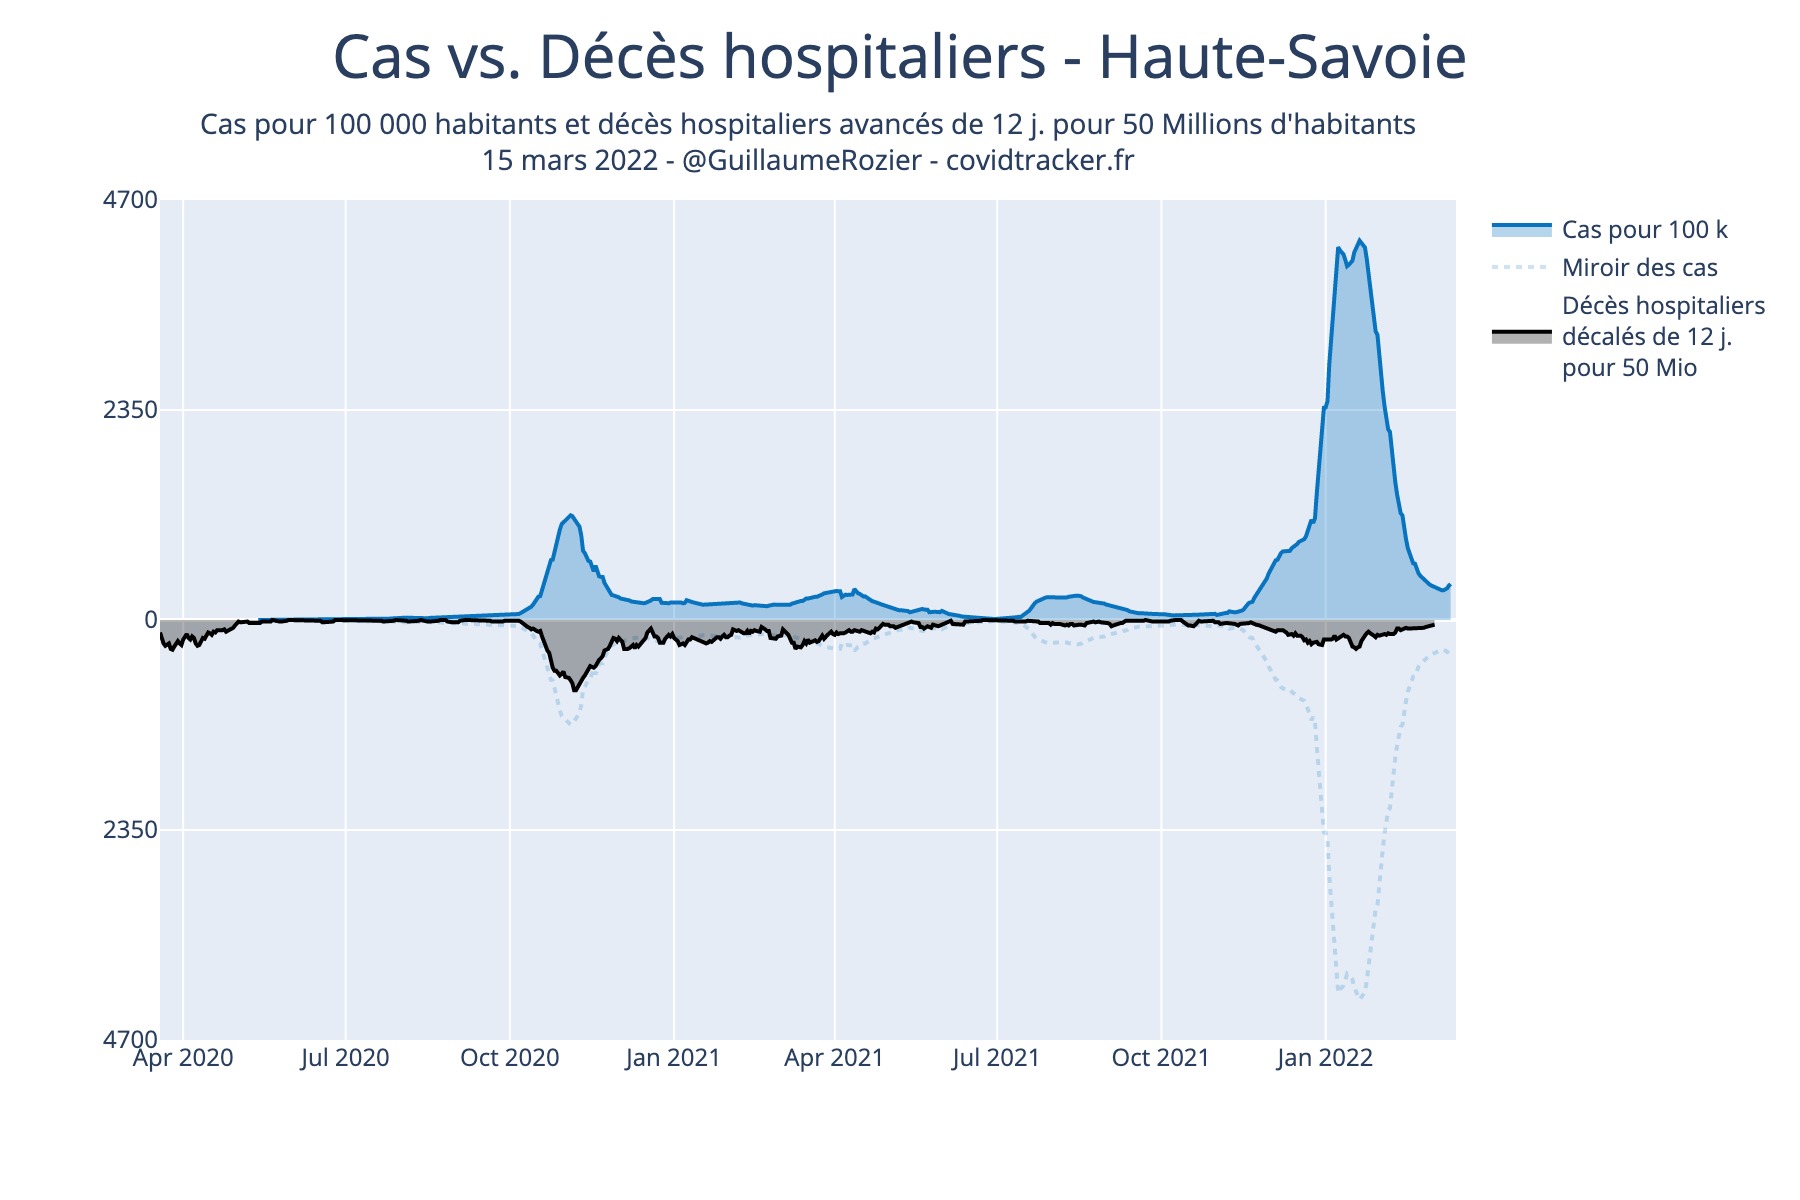 Cas vs. Décès hospitaliers - Haute-Savoie
Cas pour 100 000 habitants et décès hospitaliers avancés de 12 j. pour 50 Millions d'habitants
15 mars 2022 - @GuillaumeRozier - covidtracker.fr
4700
2350
0
2350
4700
Apr 2020
Jul 2020
Oct 2020
Jan 2021
Apr 2021
Jul 2021
Oct 2021
Jan 2022
Cas pour 100 k
Miroir des cas
Décès hospitaliers
décalés de 12 j.
pour 50 Mio